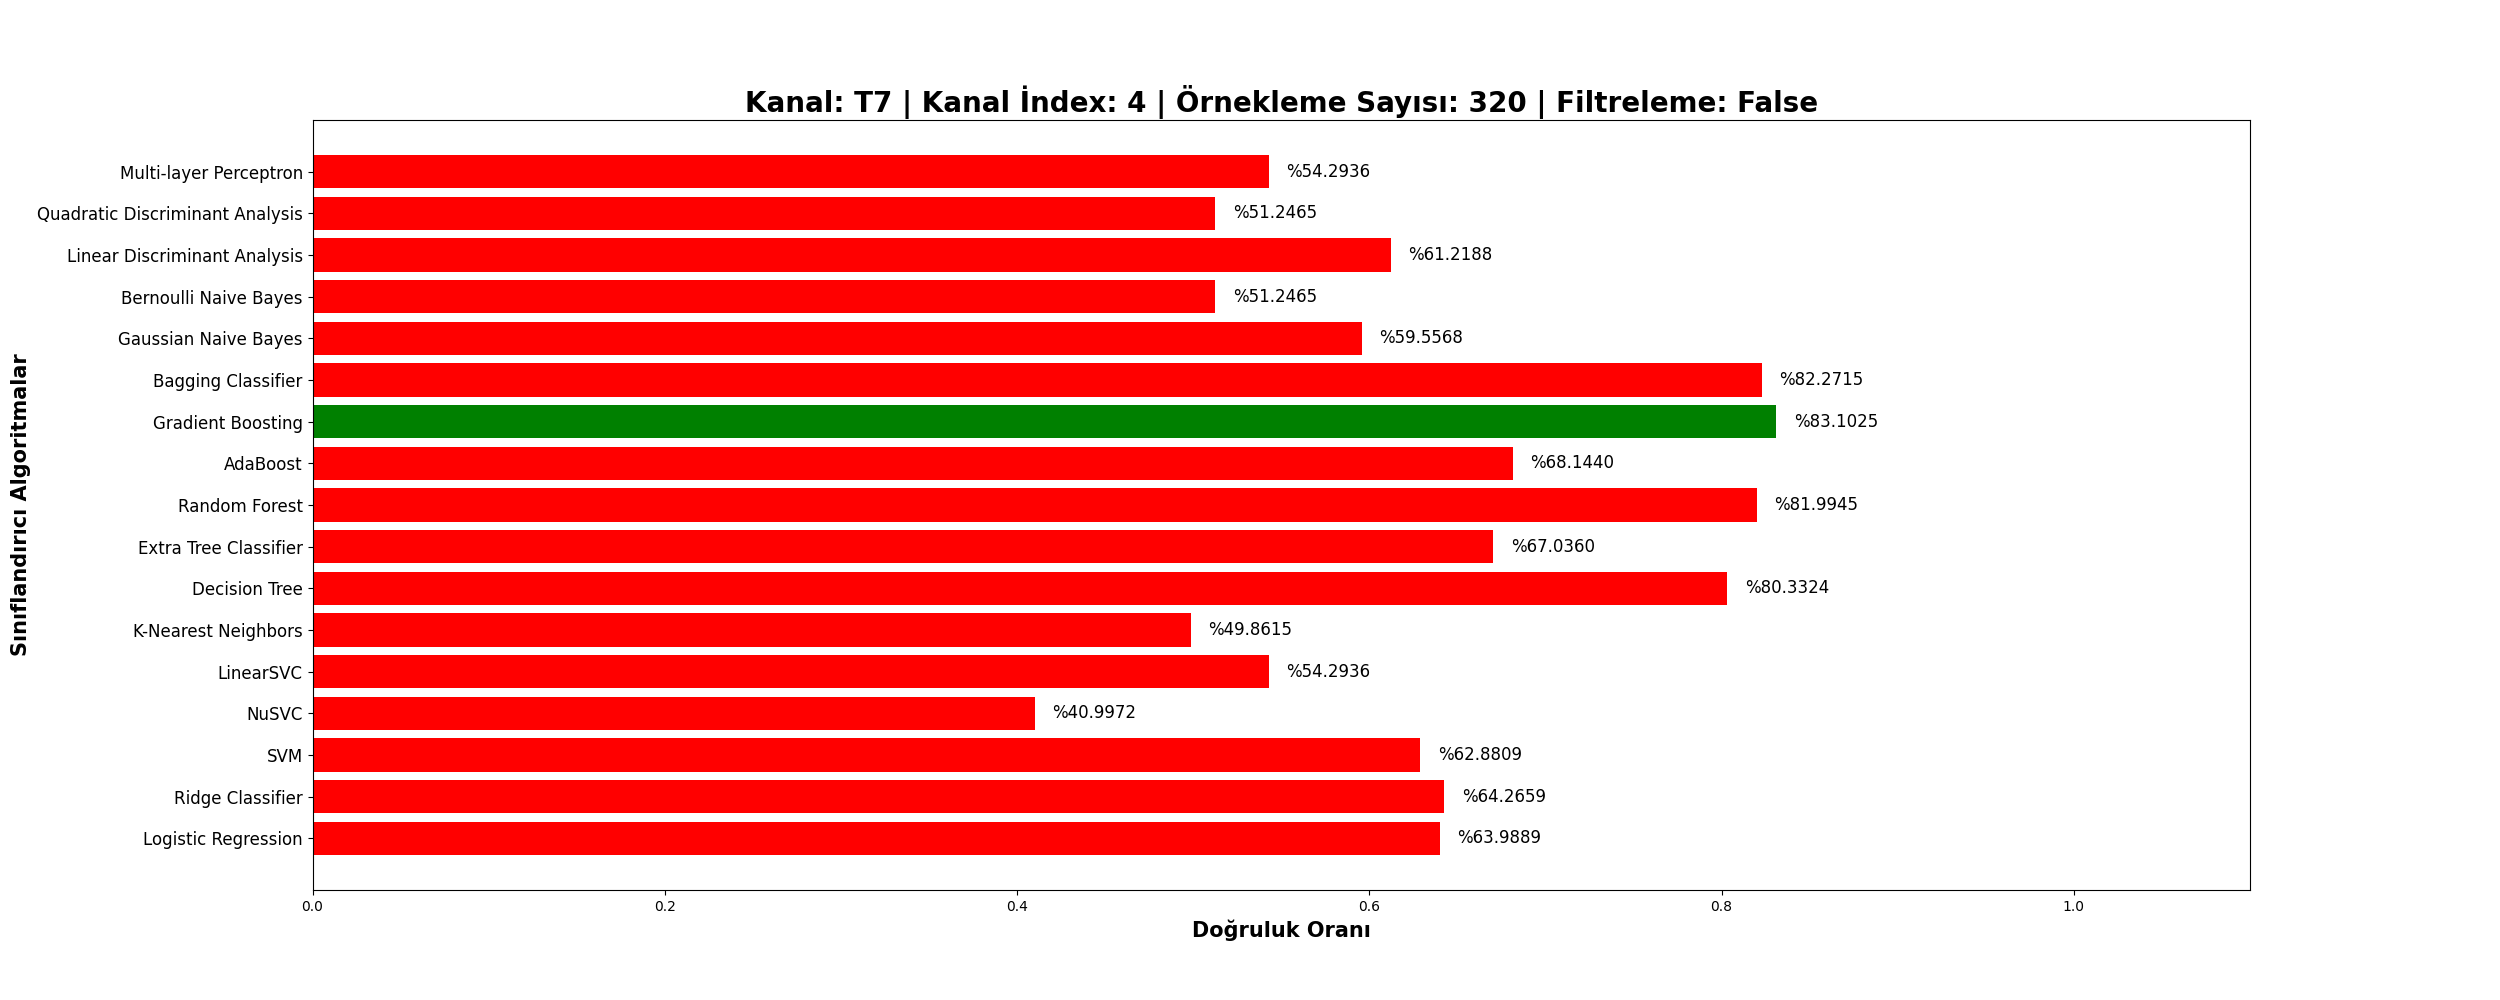 Kanal: T7 | Kanal İndex: 4 | Örnekleme Sayısı: 320 | Filtreleme: False
Sınıflandırıcı Algoritmalar
Multi-layer Perceptron %54.2936
Quadratic Discriminant Analysis %51.2465
Linear Discriminant Analysis %61.2188
Bernoulli Naive Bayes %51.2465
Gaussian Naive Bayes %59.5568
Bagging Classifier %82.2715
Gradient Boosting %83.1025
AdaBoost %68.1440
Random Forest %81.9945
Extra Tree Classifier %67.0360
Decision Tree %80.3324
K-Nearest Neighbors %49.8615
LinearSVC %54.2936
NuSVC %40.9972
SVM %62.8809
Ridge Classifier %64.2659
Logistic Regression %63.9889
0.0 0.2 0.4 0.6 0.8 1.0
Doğruluk Oranı